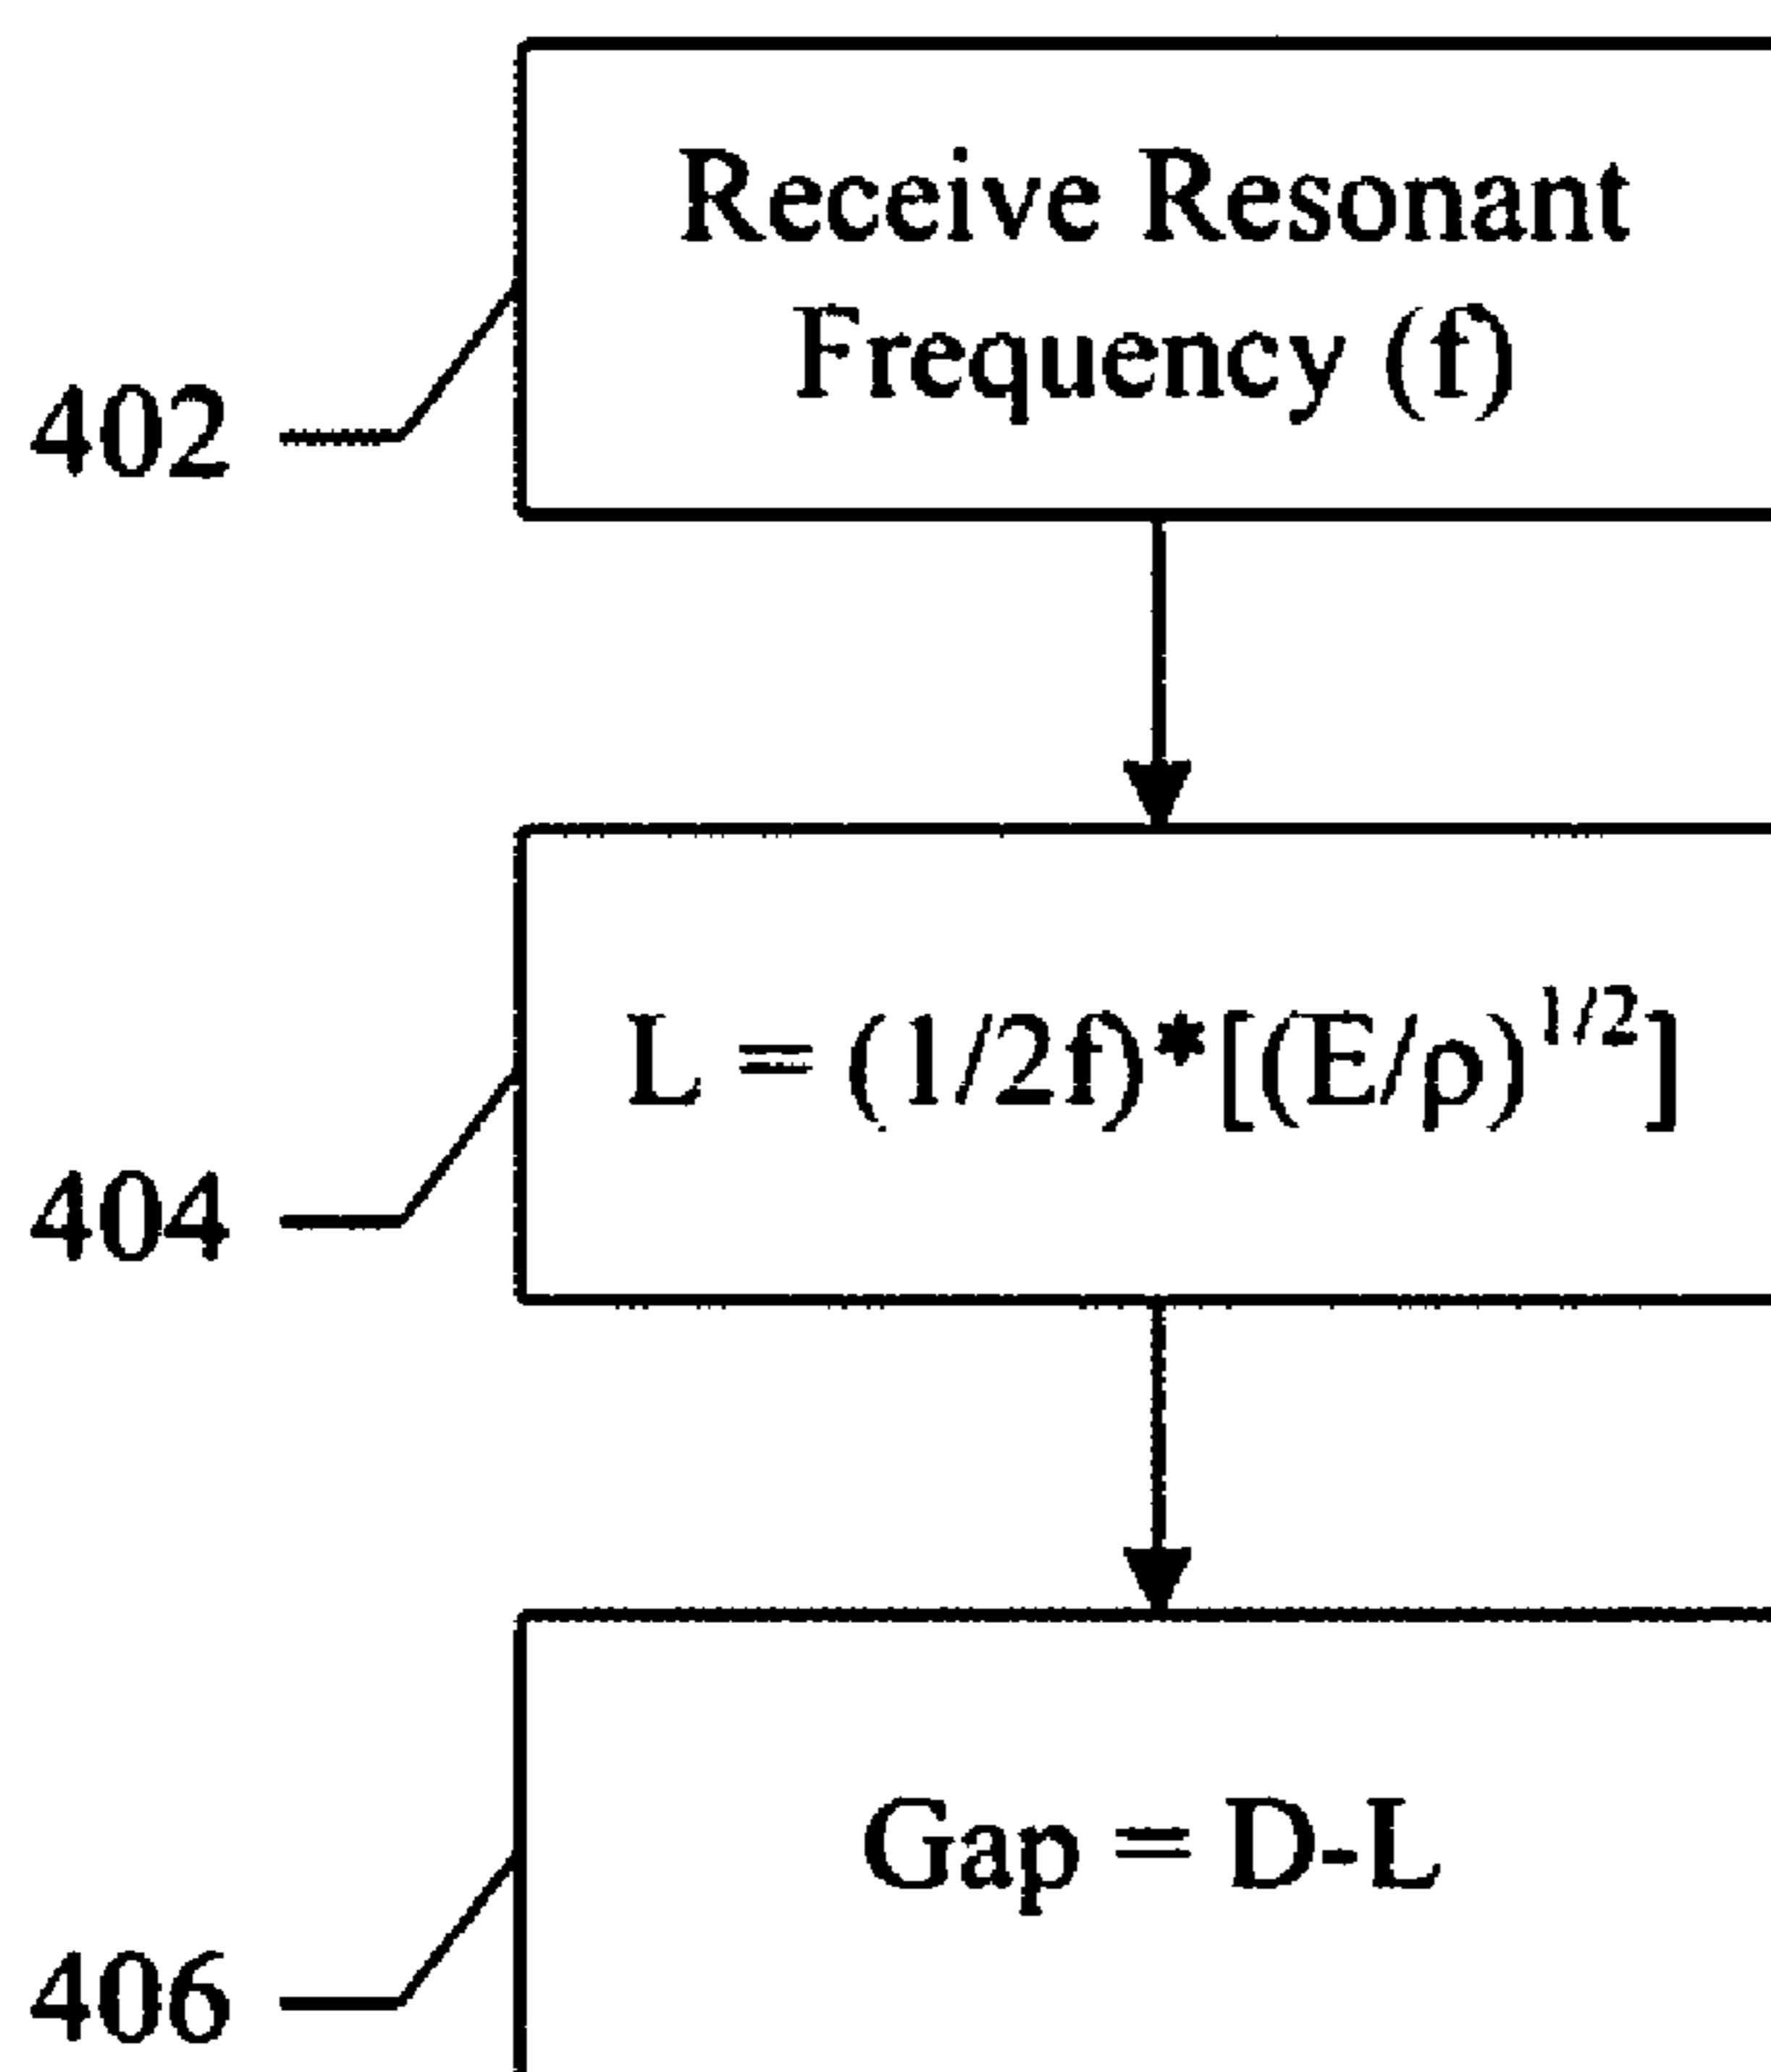 Receive Resonant
Frequency (f)
402
L = (1/2f)*[(E/ρ)^1/2]
404
Gap = D-L
406